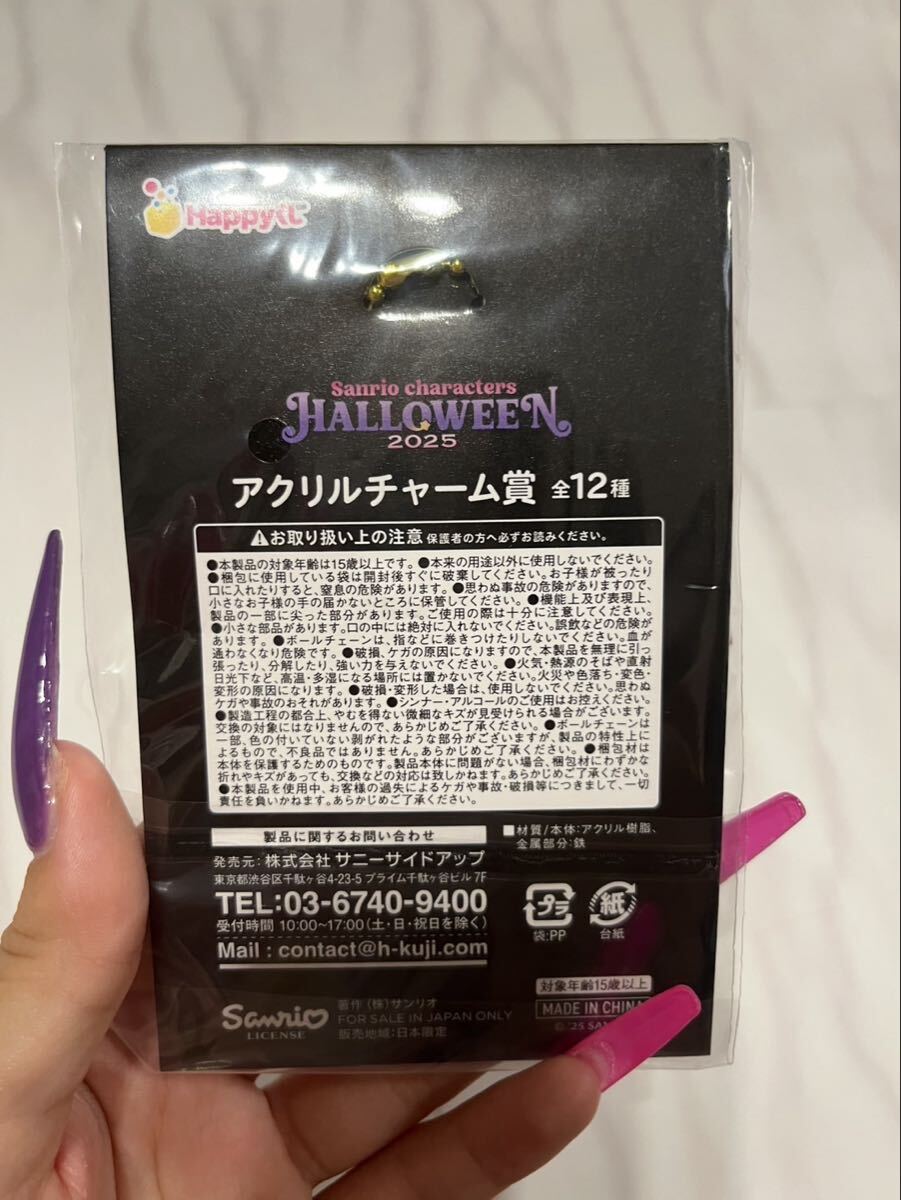 Happyくじ
Sanrio characters
HALLOWEEN
2025
アクリルチャーム賞 全12種
⚠お取り扱い上の注意 保護者の方へ必ずお読みください。
●本製品の対象年齢は15歳以上です。●本来の用途以外に使用しないでください。
●梱包に使用している袋は開封後すぐに破棄してください。お子様が被ったり
口に入れたりすると、窒息の危険があります。●思わぬ事故の危険がありますので、
小さなお子様の手の届かないところに保管してください。●機能上及び表現上、
製品の一部に尖った部分があります。ご使用の際は十分に注意してください。
●小さな部品があります。口の中には絶対に入れないでください。誤飲などの危険が
あります。●ボールチェーンは、指などに巻きつけたりしないでください。血が
通わなくなり危険です。●破損、ケガの原因になりますので、本製品を無理に引っ
張ったり、分解したり、強い力を与えないでください。●火気・熱源のそばや直射
日光下など、高温・多湿になる場所には置かないでください。火災や色落ち・変色・
変形の原因になります。●破損・変形した場合は、使用しないでください。思わぬ
ケガや事故のおそれがあります。●シンナー・アルコールのご使用はお控えください。
●製造工程の都合上、やむを得ない微細なキズが見受けられる場合がございます。
交換の対象にはなりませんので、あらかじめご了承ください。●ボールチェーンは
一部、色の付いていない剥がれたような部分がございますが、製品の特性上に
よるもので、不良品ではありません。あらかじめご了承ください。●梱包材は
本体を保護するためのものです。製品本体に問題がない場合、梱包材にわずかな
折れやキズがあっても、交換などの対応は致しかねます。あらかじめご了承ください。
●本製品を使用中、お客様の過失によるケガや事故・破損等につきまして、一切
責任を負いかねます。あらかじめご了承ください。
製品に関するお問い合わせ
発売元:株式会社 サニーサイドアップ
東京都渋谷区千駄ヶ谷4-23-5 プライム千駄ヶ谷ビル 7F
TEL:03-6740-9400
受付時間 10:00~17:00(土・日・祝日を除く)
Mail : contact@h-kuji.com
■材質/本体:アクリル樹脂、
金属部分:鉄
プラ
袋:PP
紙
台紙
対象年齢15歳以上
MADE IN CHINA
©'25 SAN
Sanrio
LICENSE
著作 (株)サンリオ
FOR SALE IN JAPAN ONLY
販売地域:日本限定